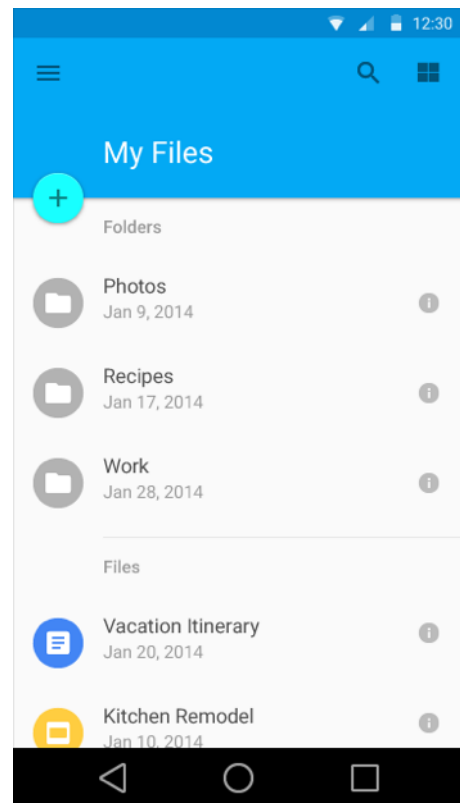 12:30
My Files
Folders
Photos
Jan 9, 2014
Recipes
Jan 17, 2014
Work
Jan 28, 2014
Files
Vacation Itinerary
Jan 20, 2014
Kitchen Remodel
Jan 10, 2014